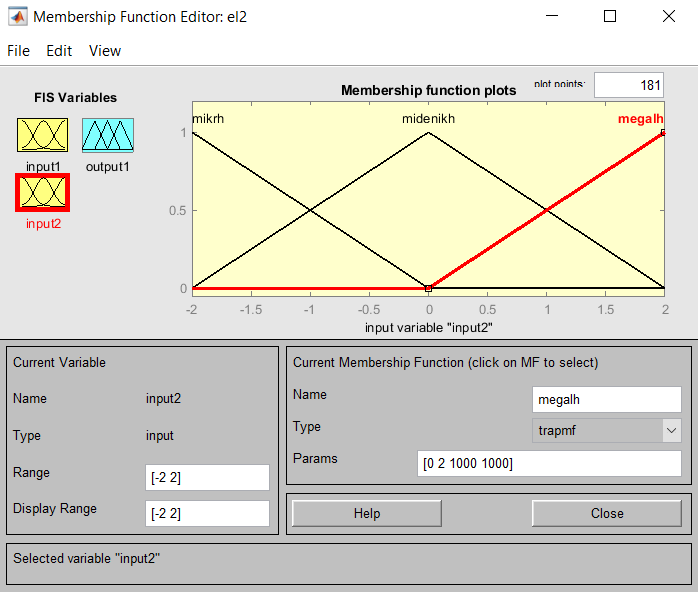 Membership Function Editor: el2
File Edit View
FIS Variables
input1
output1
input2
Membership function plots
plot points:
181
mikrh
midenikh
megalh
1
0.5
0
-2 -1.5 -1 -0.5 0 0.5 1 1.5 2
input variable "input2"
Current Variable
Name input2
Type input
Range [-2 2]
Display Range [-2 2]
Current Membership Function (click on MF to select)
Name megalh
Type trapmf
Params [0 2 1000 1000]
Help
Close
Selected variable "input2"